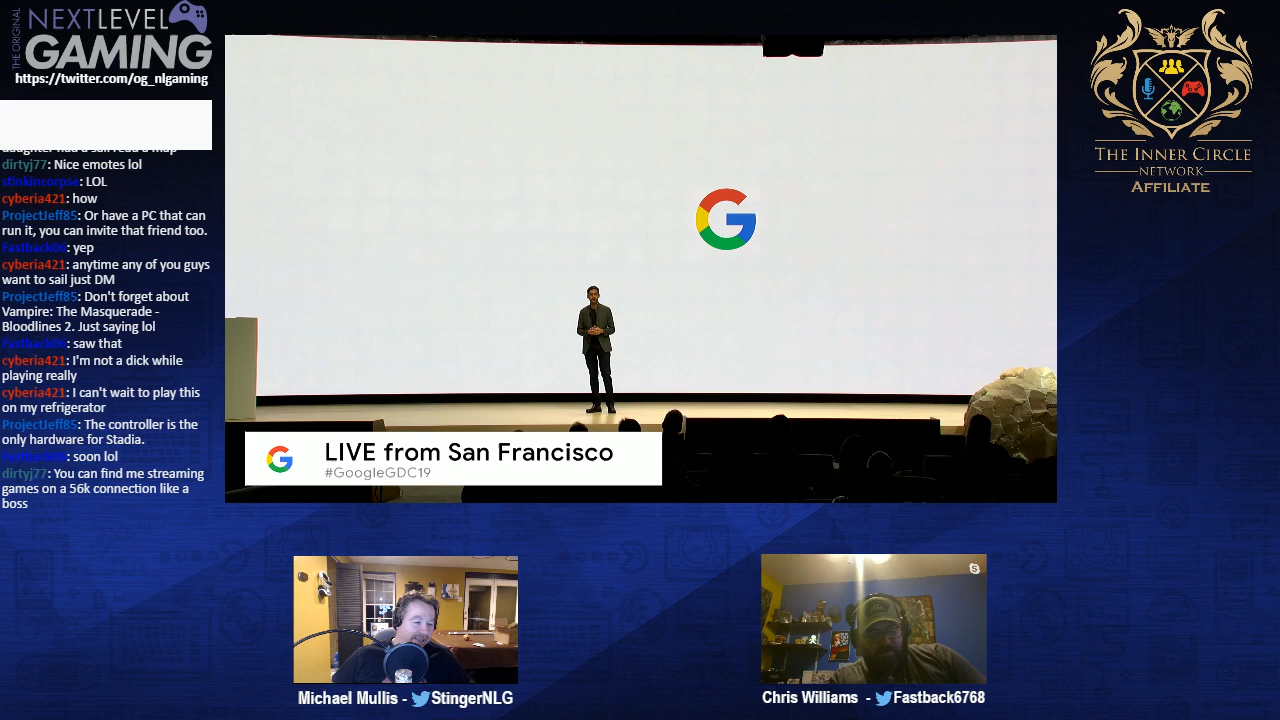 THE ORIGINAL
NEXTLEVEL
GAMING
https://twitter.com/og_nlgaming
daughter had a sail read a map
dirtyj77: Nice emotes lol
stinkincorpse: LOL
cyberia421: how
ProjectJeff85: Or have a PC that can
run it, you can invite that friend too.
Fastback06: yep
cyberia421: anytime any of you guys
want to sail just DM
ProjectJeff85: Don't forget about
Vampire: The Masquerade -
Bloodlines 2. Just saying lol
Fastback06: saw that
cyberia421: I'm not a dick while
playing really
cyberia421: I can't wait to play this
on my refrigerator
ProjectJeff85: The controller is the
only hardware for Stadia.
Fastback06: soon lol
dirtyj77: You can find me streaming
games on a 56k connection like a
boss
G
LIVE from San Francisco
#GoogleGDC19
THE INNER CIRCLE
NETWORK
AFFILIATE
Michael Mullis - StingerNLG
Chris Williams - Fastback6768